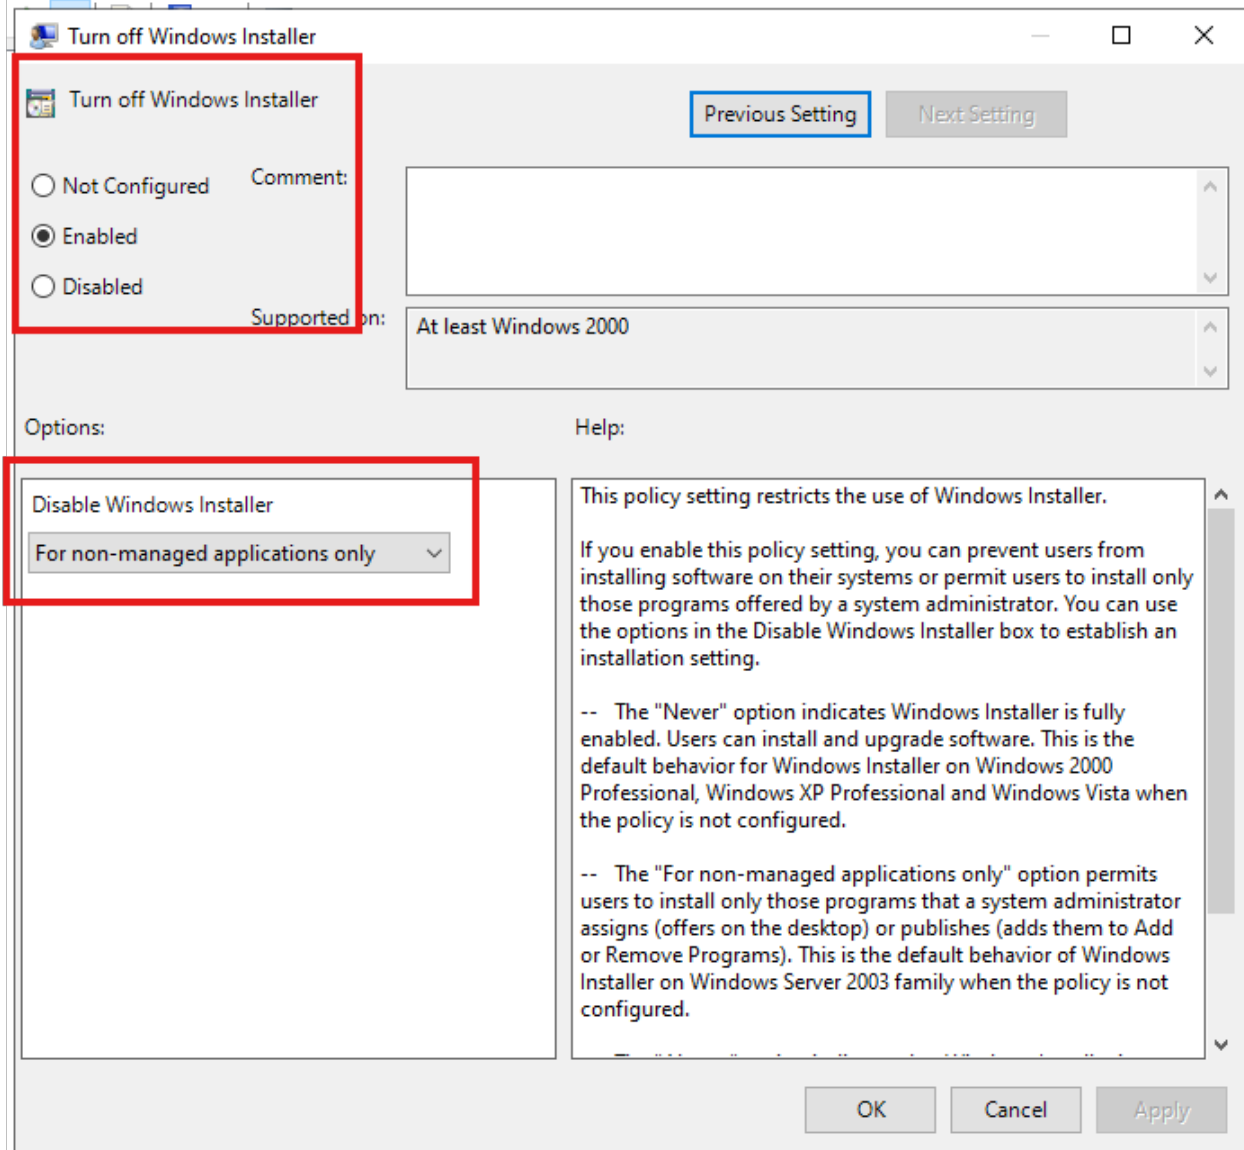 Turn off Windows Installer
Turn off Windows Installer
Previous Setting
Next Setting
Not Configured
Comment:
Enabled
Disabled
Supported on:
At least Windows 2000
Options:
Help:
Disable Windows Installer
For non-managed applications only
This policy setting restricts the use of Windows Installer.
If you enable this policy setting, you can prevent users from
installing software on their systems or permit users to install only
those programs offered by a system administrator. You can use
the options in the Disable Windows Installer box to establish an
installation setting.
-- The "Never" option indicates Windows Installer is fully
enabled. Users can install and upgrade software. This is the
default behavior for Windows Installer on Windows 2000
Professional, Windows XP Professional and Windows Vista when
the policy is not configured.
-- The "For non-managed applications only" option permits
users to install only those programs that a system administrator
assigns (offers on the desktop) or publishes (adds them to Add
or Remove Programs). This is the default behavior of Windows
Installer on Windows Server 2003 family when the policy is not
configured.
OK
Cancel
Apply